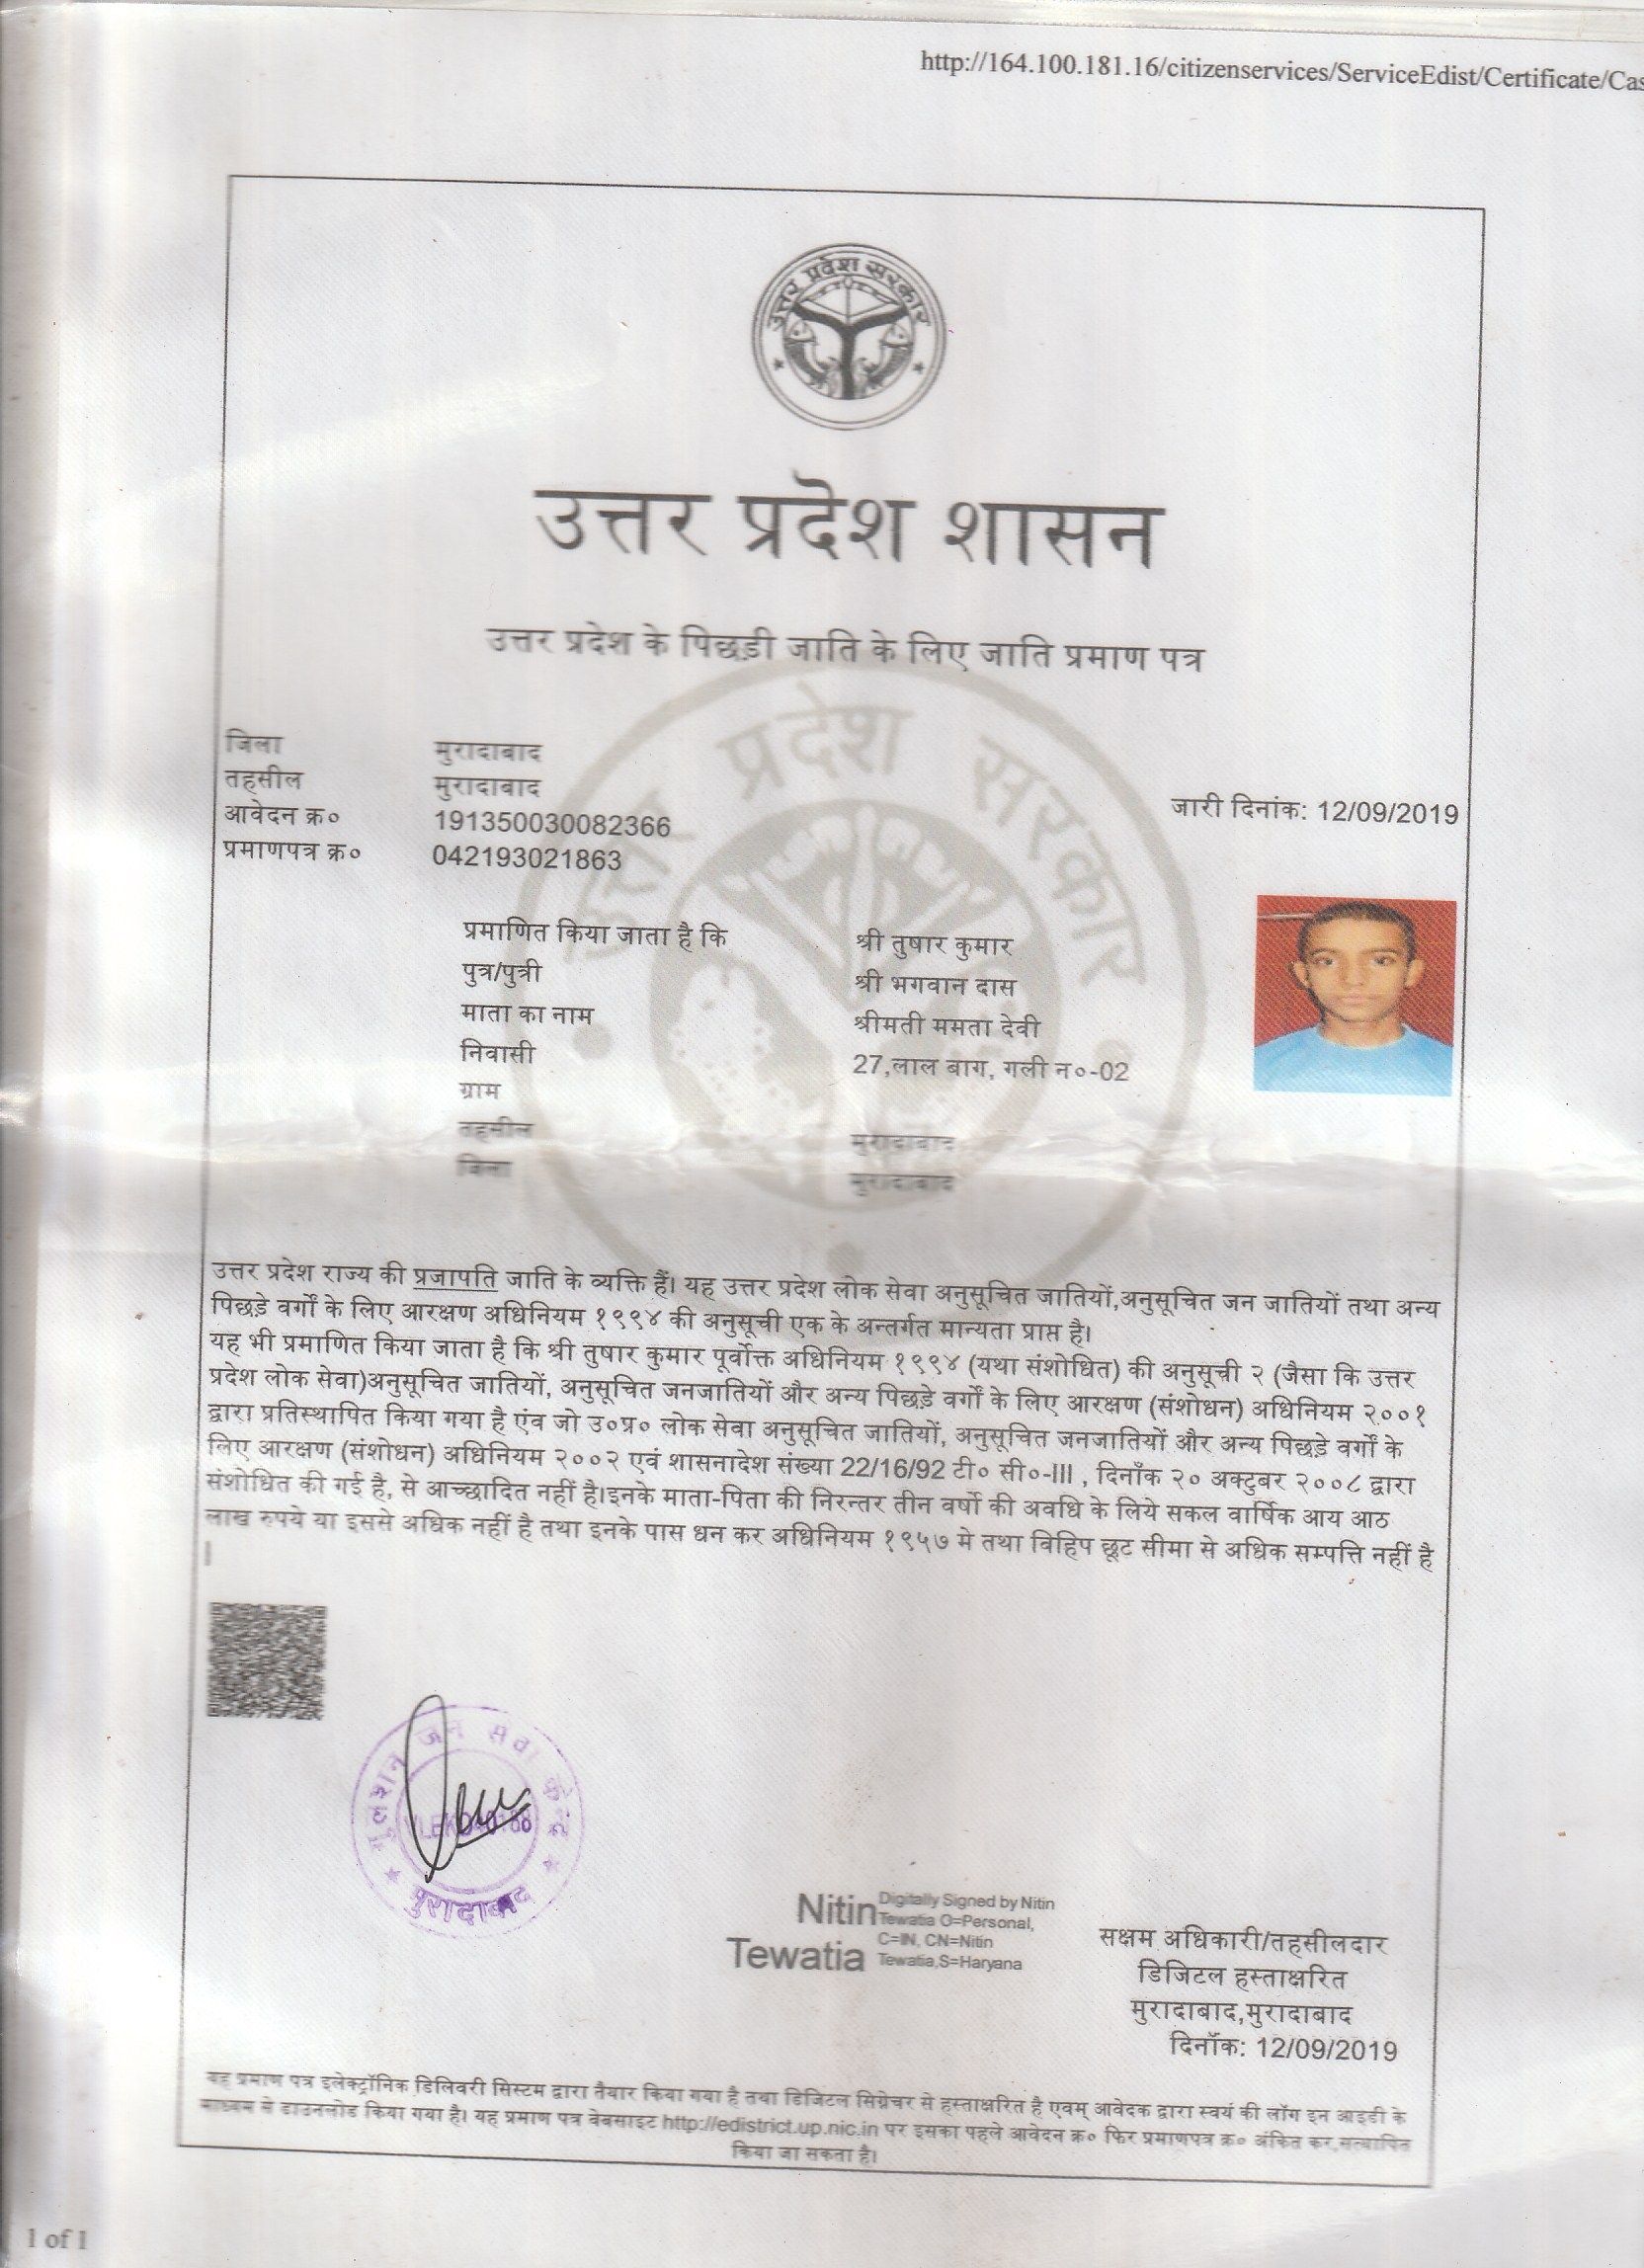 http://164.100.181.16/citizenservices/ServiceEdist/Certificate/Cas
उत्तर प्रदेश सरकार
उत्तर प्रदेश शासन
उत्तर प्रदेश के पिछड़ी जाति के लिए जाति प्रमाण पत्र
उत्तर प्रदेश सरकार
जिला मुरादाबाद
तहसील मुरादाबाद
आवेदन क्र० 191350030082366 जारी दिनांक: 12/09/2019
प्रमाणपत्र क्र० 042193021863
प्रमाणित किया जाता है कि श्री तुषार कुमार
पुत्र/पुत्री श्री भगवान दास
माता का नाम श्रीमती ममता देवी
निवासी 27,लाल बाग, गली न०-02
ग्राम
तहसील मुरादाबाद
जिला मुरादाबाद
उत्तर प्रदेश राज्य की प्रजापति जाति के व्यक्ति हैं। यह उत्तर प्रदेश लोक सेवा अनुसूचित जातियों,अनुसूचित जन जातियों तथा अन्य
पिछड़े वर्गों के लिए आरक्षण अधिनियम १९९४ की अनुसूची एक के अन्तर्गत मान्यता प्राप्त है।
यह भी प्रमाणित किया जाता है कि श्री तुषार कुमार पूर्वोक्त अधिनियम १९९४ (यथा संशोधित) की अनुसूची २ (जैसा कि उत्तर
प्रदेश लोक सेवा)अनुसूचित जातियों, अनुसूचित जनजातियों और अन्य पिछड़े वर्गों के लिए आरक्षण (संशोधन) अधिनियम २००१
द्वारा प्रतिस्थापित किया गया है एंव जो उ०प्र० लोक सेवा अनुसूचित जातियों, अनुसूचित जनजातियों और अन्य पिछड़े वर्गों के
लिए आरक्षण (संशोधन) अधिनियम २००२ एवं शासनादेश संख्या 22/16/92 टी० सी०-III , दिनाँक २० अक्टुबर २००८ द्वारा
संशोधित की गई है, से आच्छादित नहीं है।इनके माता-पिता की निरन्तर तीन वर्षो की अवधि के लिये सकल वार्षिक आय आठ
लाख रुपये या इससे अधिक नहीं है तथा इनके पास धन कर अधिनियम १९५७ मे तथा विहिप छूट सीमा से अधिक सम्पत्ति नहीं है
।
गुलशन जन सेवा केन्द्र
मुरादाबाद
Nitin Tewatia
Digitally Signed by Nitin
Tewatia O=Personal,
C=IN, CN=Nitin
Tewatia,S=Haryana
सक्षम अधिकारी/तहसीलदार
डिजिटल हस्ताक्षरित
मुरादाबाद,मुरादाबाद
दिनॉक: 12/09/2019
यह प्रमाण पत्र इलेक्ट्रॉनिक डिलिवरी सिस्टम द्वारा तैयार किया गया है तथा डिजिटल सिग्नेचर से हस्ताक्षरित है एवम् आवेदक द्वारा स्वयं की लॉग इन आइडी के
माध्यम से डाउनलोड किया गया है। यह प्रमाण पत्र वेबसाइट http://edistrict.up.nic.in पर इसका पहले आवेदन क्र० फिर प्रमाणपत्र क्र० अंकित कर,सत्यापित
किया जा सकता है।
1 of 1